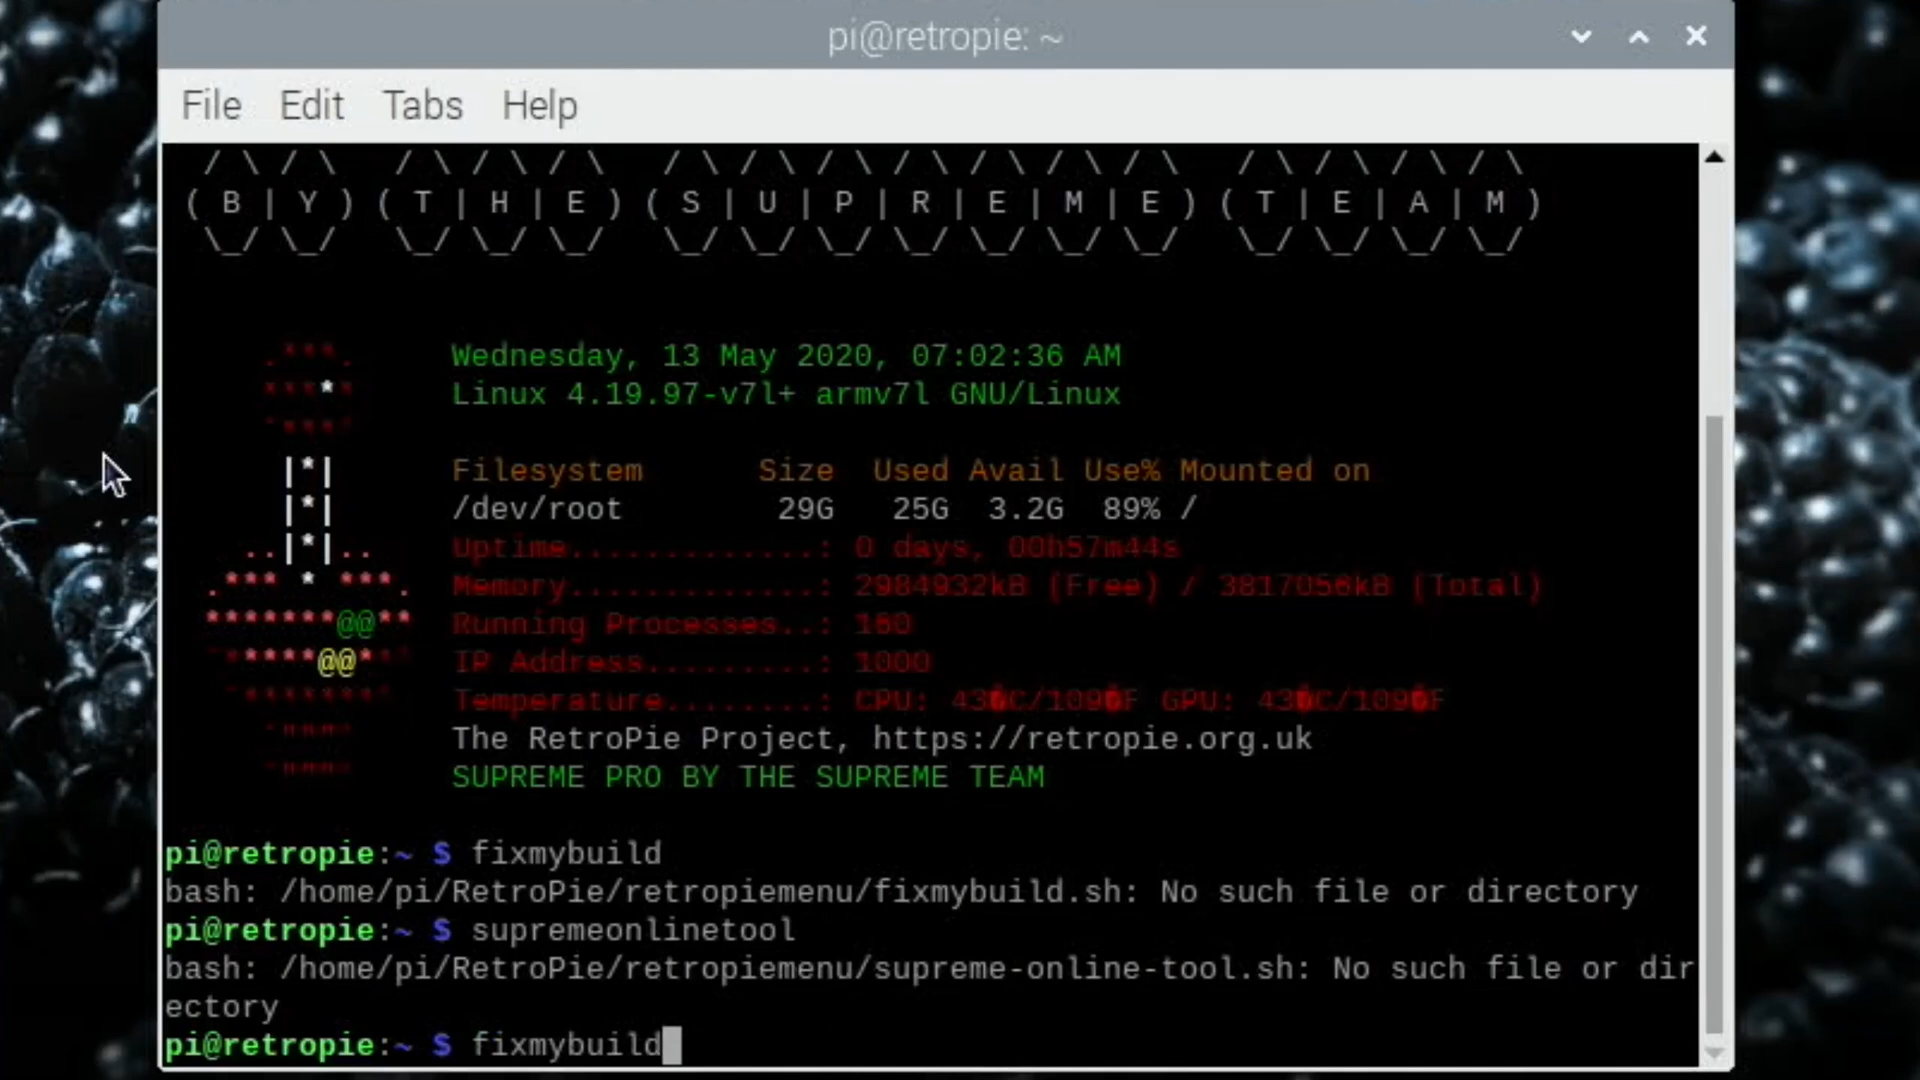 pi@retropie: ~
File Edit Tabs Help
(B|Y) (T|H|E) (S|U|P|R|E|M|E) (T|E|A|M)
Wednesday, 13 May 2020, 07:02:36 AM
Linux 4.19.97-v7l+ armv7l GNU/Linux
Filesystem Size Used Avail Use% Mounted on
/dev/root 29G 25G 3.2G 89% /
Uptime..............: 0 days, 00h57m44s
Memory..............: 2984932kB (Free) / 3817056kB (Total)
Running Processes..: 160
IP Address..........: 1000
Temperature.........: CPU: 43�C/109�F GPU: 43�C/109�F
The RetroPie Project, https://retropie.org.uk
SUPREME PRO BY THE SUPREME TEAM
pi@retropie:~ $ fixmybuild
bash: /home/pi/RetroPie/retropiemenu/fixmybuild.sh: No such file or directory
pi@retropie:~ $ supremeonlinetool
bash: /home/pi/RetroPie/retropiemenu/supreme-online-tool.sh: No such file or dir
ectory
pi@retropie:~ $ fixmybuild